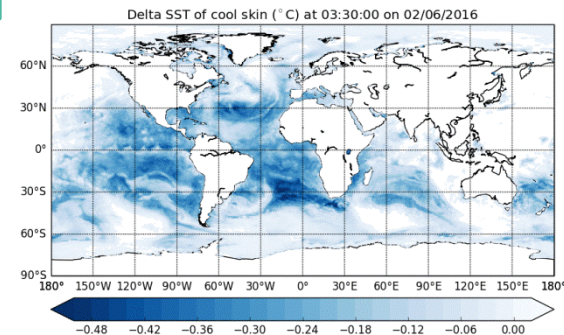 Delta SST of cool skin (°C) at 03:30:00 on 02/06/2016
60°N
30°N
0°
30°S
60°S
90°S
180° 150°W 120°W 90°W 60°W 30°W 0° 30°E 60°E 90°E 120°E 150°E 180°
−0.48 −0.42 −0.36 −0.30 −0.24 −0.18 −0.12 −0.06 0.00